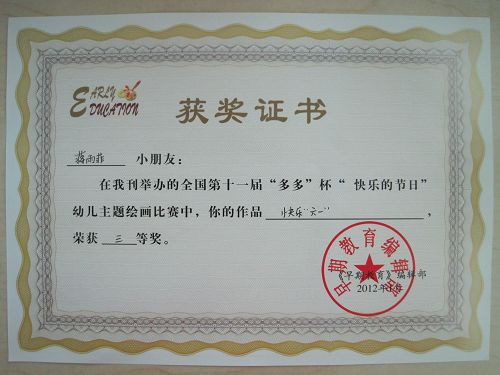 EARLY
EDUCATION
获奖证书
蒋雨菲 小朋友：
在我刊举办的全国第十一届“多多”杯“ 快乐的节日”
幼儿主题绘画比赛中，你的作品 快乐“六一”，
荣获 三 等奖。
早期教育编辑部
《早期教育》编辑部
2012年6月